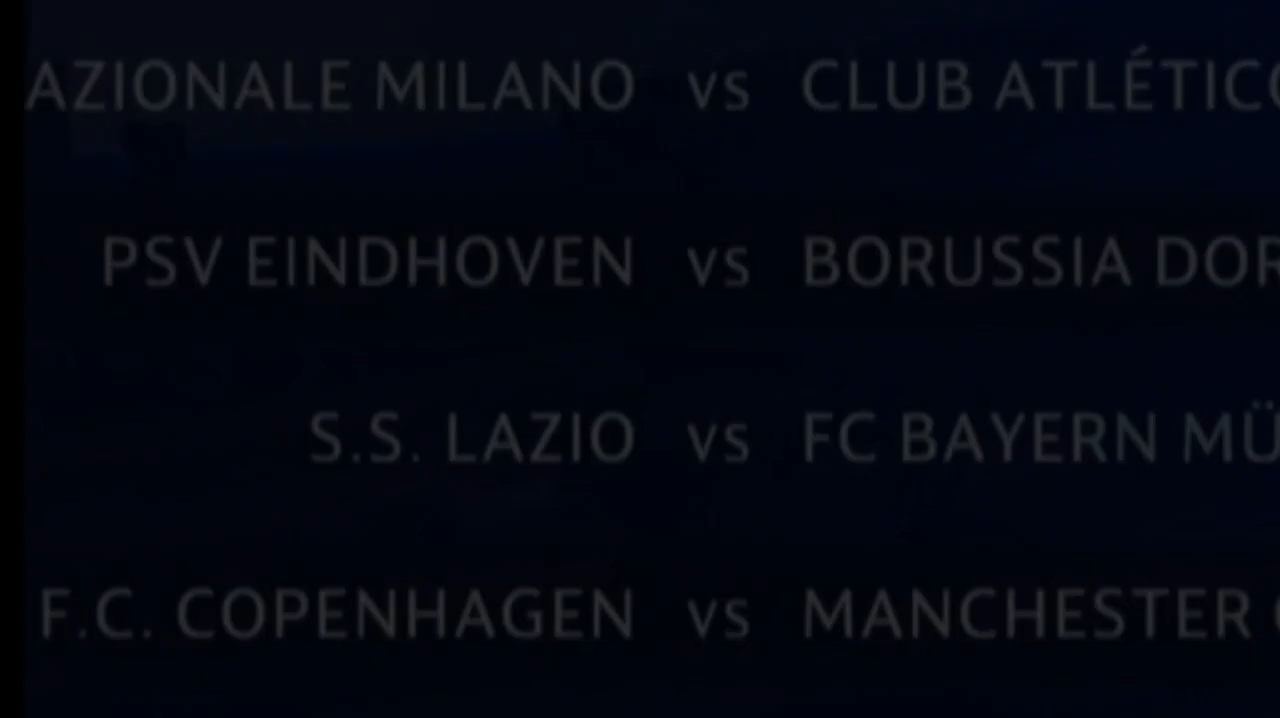 AZIONALE MILANO vs CLUB ATLÉTICO
PSV EINDHOVEN vs BORUSSIA DOR
S.S. LAZIO vs FC BAYERN MÜ
F.C. COPENHAGEN vs MANCHESTER